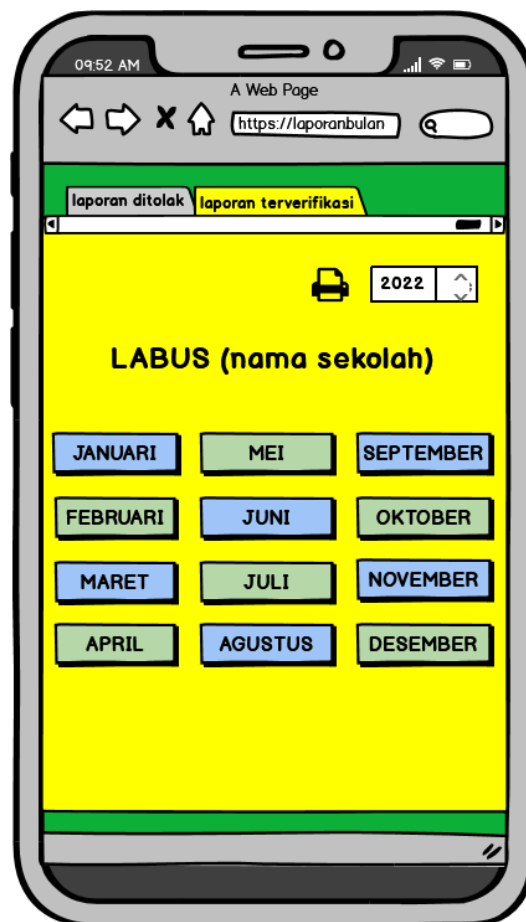 09:52 AM
A Web Page
https://laporanbulan
laporan ditolak laporan terverifikasi
2022
LABUS (nama sekolah)
JANUARI MEI SEPTEMBER
FEBRUARI JUNI OKTOBER
MARET JULI NOVEMBER
APRIL AGUSTUS DESEMBER